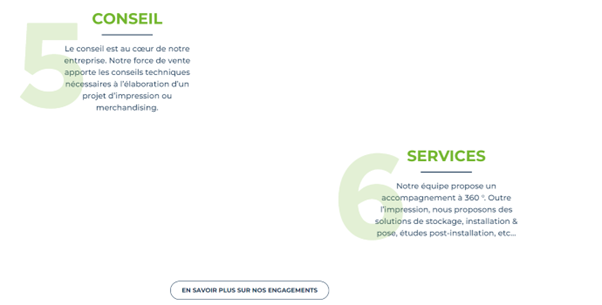 5
CONSEIL
Le conseil est au cœur de notre
entreprise. Notre force de vente
apporte les conseils techniques
nécessaires à l'élaboration d'un
projet d'impression ou
merchandising.
6
SERVICES
Notre équipe propose un
accompagnement à 360 °. Outre
l'impression, nous proposons des
solutions de stockage, installation &
pose, études post-installation, etc...
EN SAVOIR PLUS SUR NOS ENGAGEMENTS